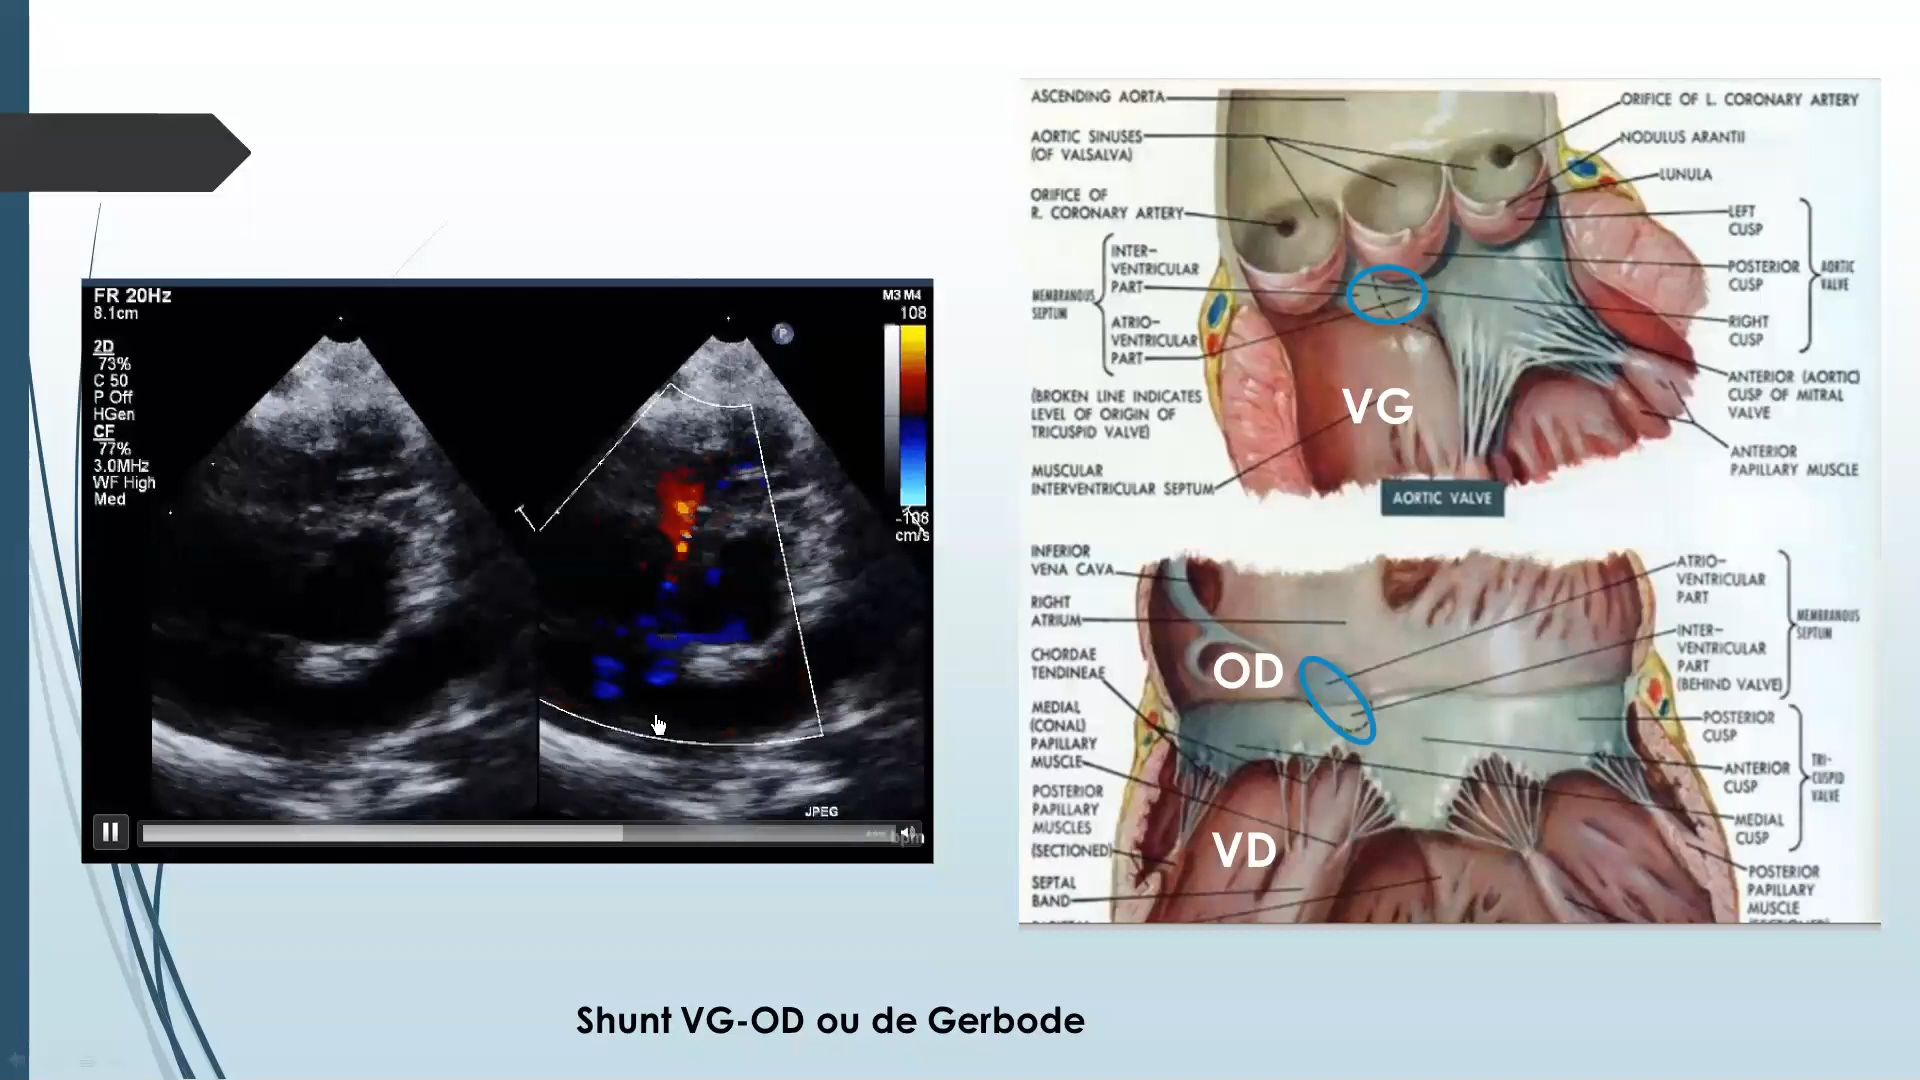 FR 20Hz
8.1cm
2D
73%
C 50
P Off
HGen
CF
77%
3.0MHz
WF High
Med
P
M3 M4
108
-108
cm/s
JPEG
bpm
ASCENDING AORTA
AORTIC SINUSES
(OF VALSALVA)
ORIFICE OF
R. CORONARY ARTERY
INTER-
VENTRICULAR
PART
MEMBRANOUS
SEPTUM
ATRIO-
VENTRICULAR
PART
(BROKEN LINE INDICATES
LEVEL OF ORIGIN OF
TRICUSPID VALVE)
MUSCULAR
INTERVENTRICULAR SEPTUM
ORIFICE OF L. CORONARY ARTERY
NODULUS ARANTII
LUNULA
LEFT
CUSP
POSTERIOR
CUSP
AORTIC
VALVE
RIGHT
CUSP
ANTERIOR (AORTIC)
CUSP OF MITRAL
VALVE
ANTERIOR
PAPILLARY MUSCLE
VG
AORTIC VALVE
INFERIOR
VENA CAVA
RIGHT
ATRIUM
CHORDAE
TENDINEAE
MEDIAL
(CONAL)
PAPILLARY
MUSCLE
POSTERIOR
PAPILLARY
MUSCLES
(SECTIONED)
SEPTAL
BAND
OD
VD
ATRIO-
VENTRICULAR
PART
MEMBRANOUS
SEPTUM
INTER-
VENTRICULAR
PART
(BEHIND VALVE)
POSTERIOR
CUSP
ANTERIOR
CUSP
TRI-
CUSPID
VALVE
MEDIAL
CUSP
POSTERIOR
PAPILLARY
MUSCLE
Shunt VG-OD ou de Gerbode